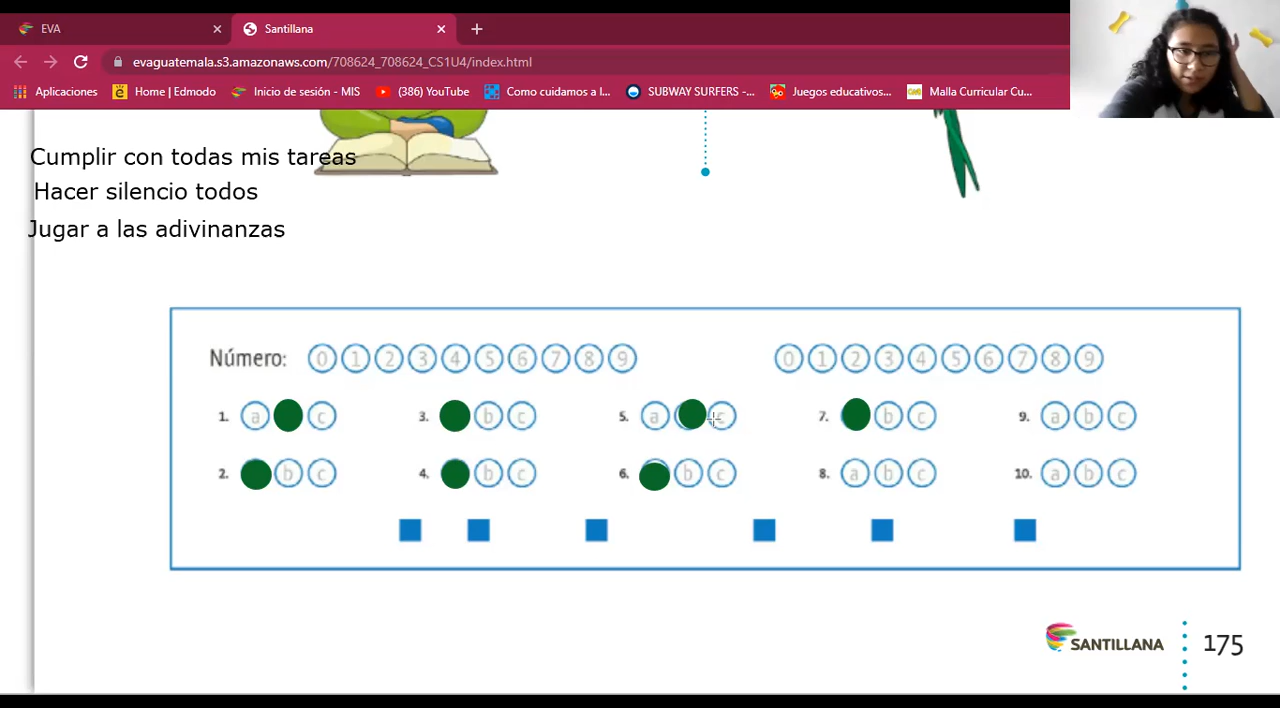 EVA
Santillana
evaguatemala.s3.amazonaws.com/708624_708624_CS1U4/index.html
Aplicaciones Home | Edmodo Inicio de sesión - MIS (386) YouTube Como cuidamos a l... SUBWAY SURFERS -... Juegos educativos... Malla Curricular Cu...
Cumplir con todas mis tareas
Hacer silencio todos
Jugar a las adivinanzas
Número: 0 1 2 3 4 5 6 7 8 9 0 1 2 3 4 5 6 7 8 9
1. a c 3. b c 5. a c 7. b c 9. a b c
2. b c 4. b c 6. b c 8. a b c 10. a b c
SANTILLANA 175